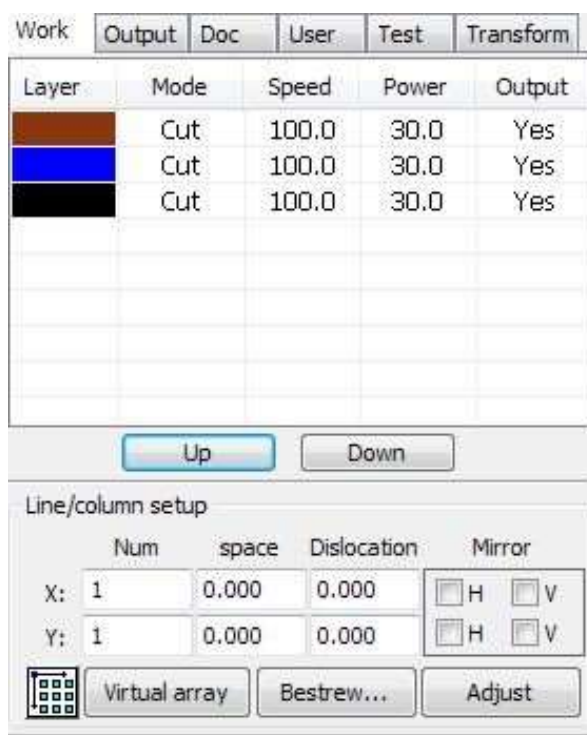 Work Output Doc User Test Transform
Layer Mode Speed Power Output
Cut 100.0 30.0 Yes
Cut 100.0 30.0 Yes
Cut 100.0 30.0 Yes
Up Down
Line/column setup
Num space Dislocation Mirror
X: 1 0.000 0.000 H V
Y: 1 0.000 0.000 H V
Virtual array Bestrew... Adjust